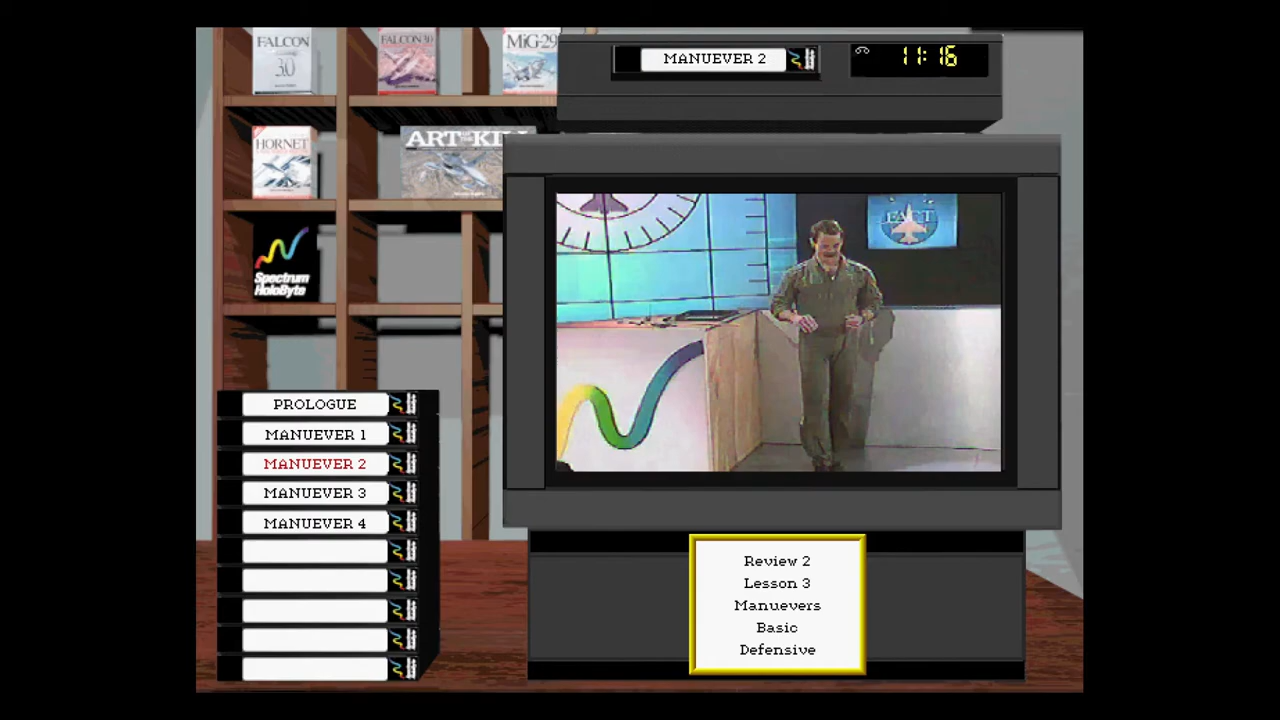 FALCON
3.0
FALCON 3.0
MiG-29
MANUEVER 2
11:16
HORNET
ART OF THE KILL
FACT
Spectrum
HoloByte
PROLOGUE
MANUEVER 1
MANUEVER 2
MANUEVER 3
MANUEVER 4
Review 2
Lesson 3
Manuevers
Basic
Defensive